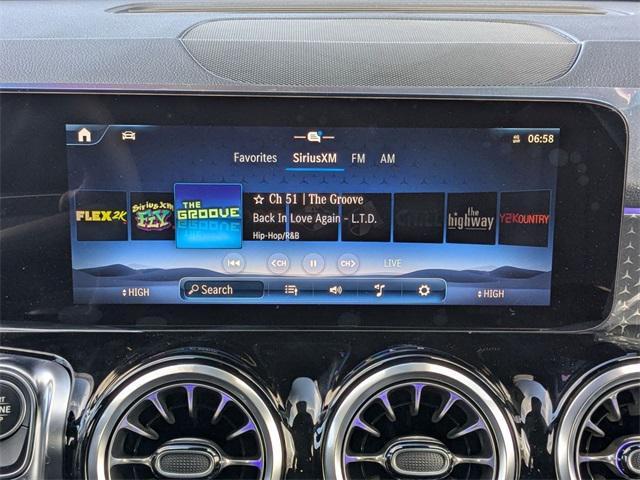 06:58
Favorites SiriusXM FM AM
FLEX2K
SiriusXM
FLY
THE
GROOVE
☆ Ch 51 | The Groove
Back In Love Again - L.T.D.
Hip-Hop/R&B
the
highway
Y2KOUNTRY
CH CH LIVE
HIGH Search HIGH